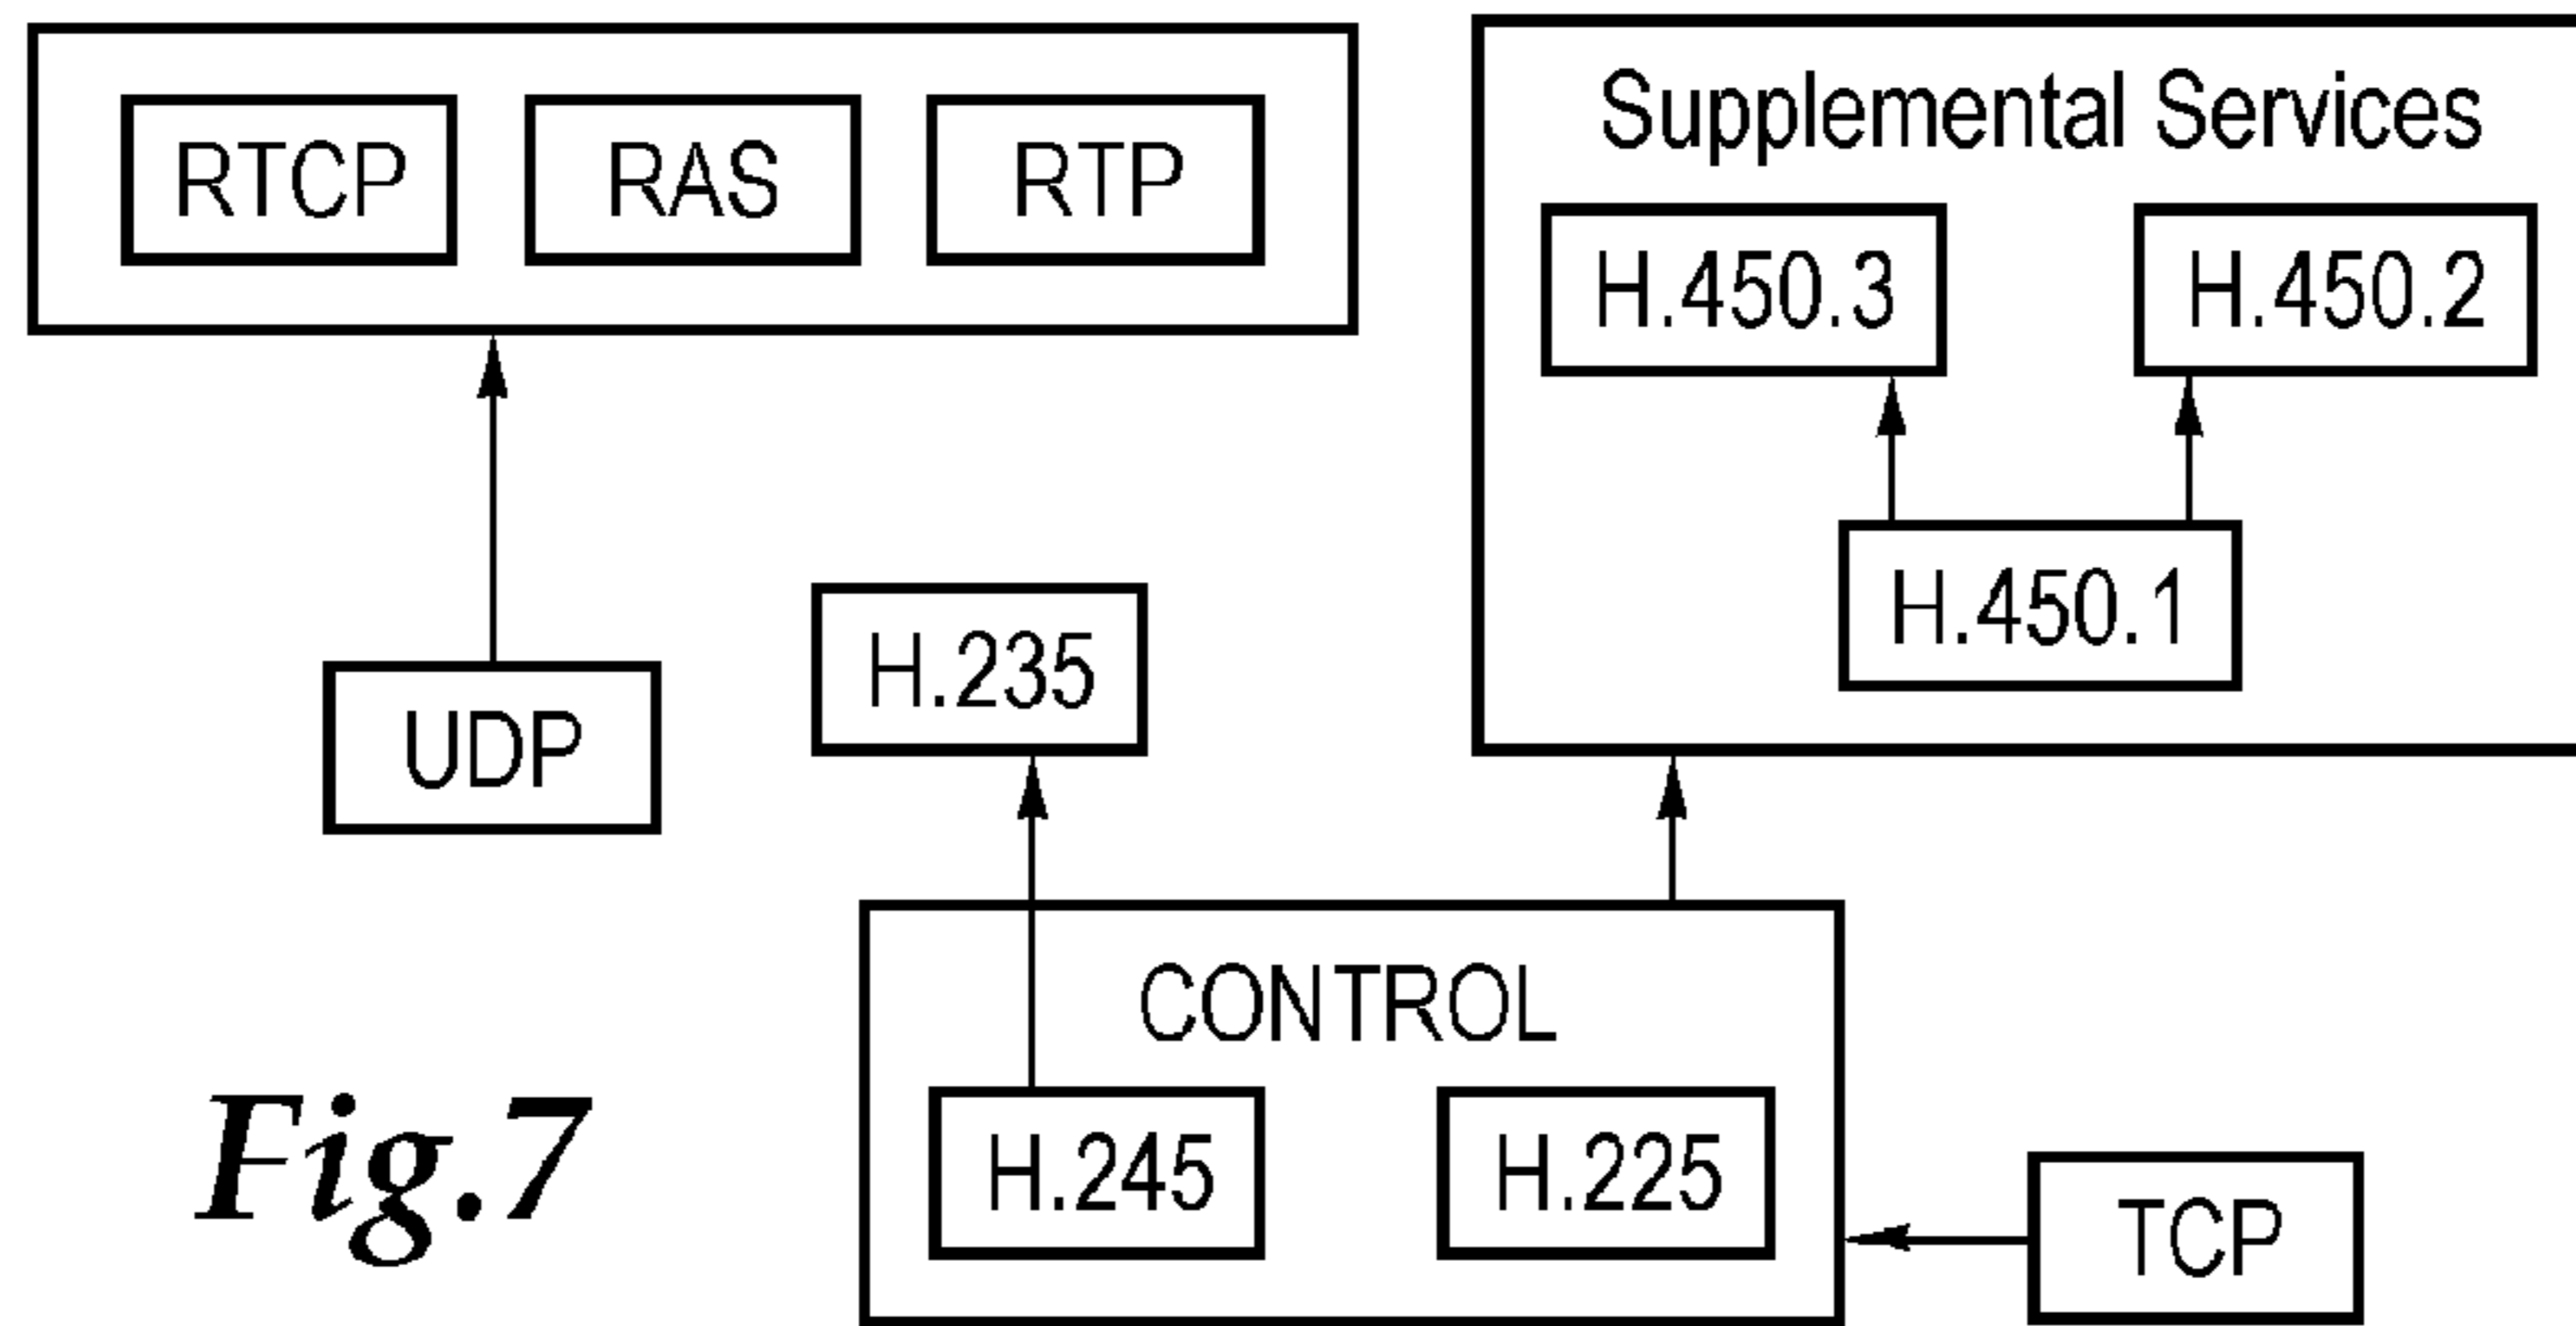 RTCP
RAS
RTP
Supplemental Services
H.450.3
H.450.2
H.450.1
H.235
UDP
CONTROL
H.245
H.225
TCP
Fig.7